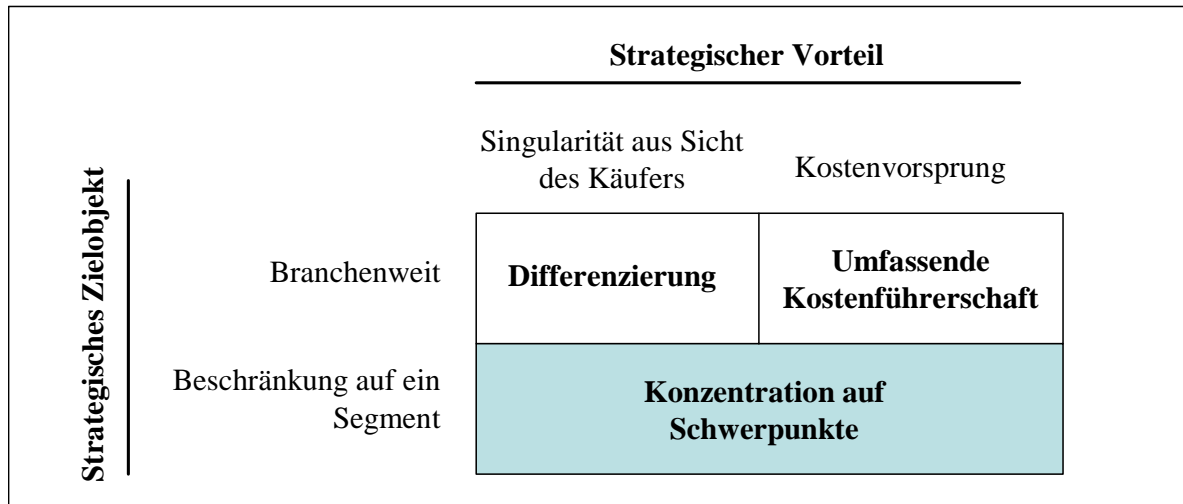 Strategischer Vorteil
Singularität aus Sicht
des Käufers
Kostenvorsprung
Strategisches Zielobjekt
Branchenweit
Differenzierung
Umfassende
Kostenführerschaft
Beschränkung auf ein
Segment
Konzentration auf
Schwerpunkte